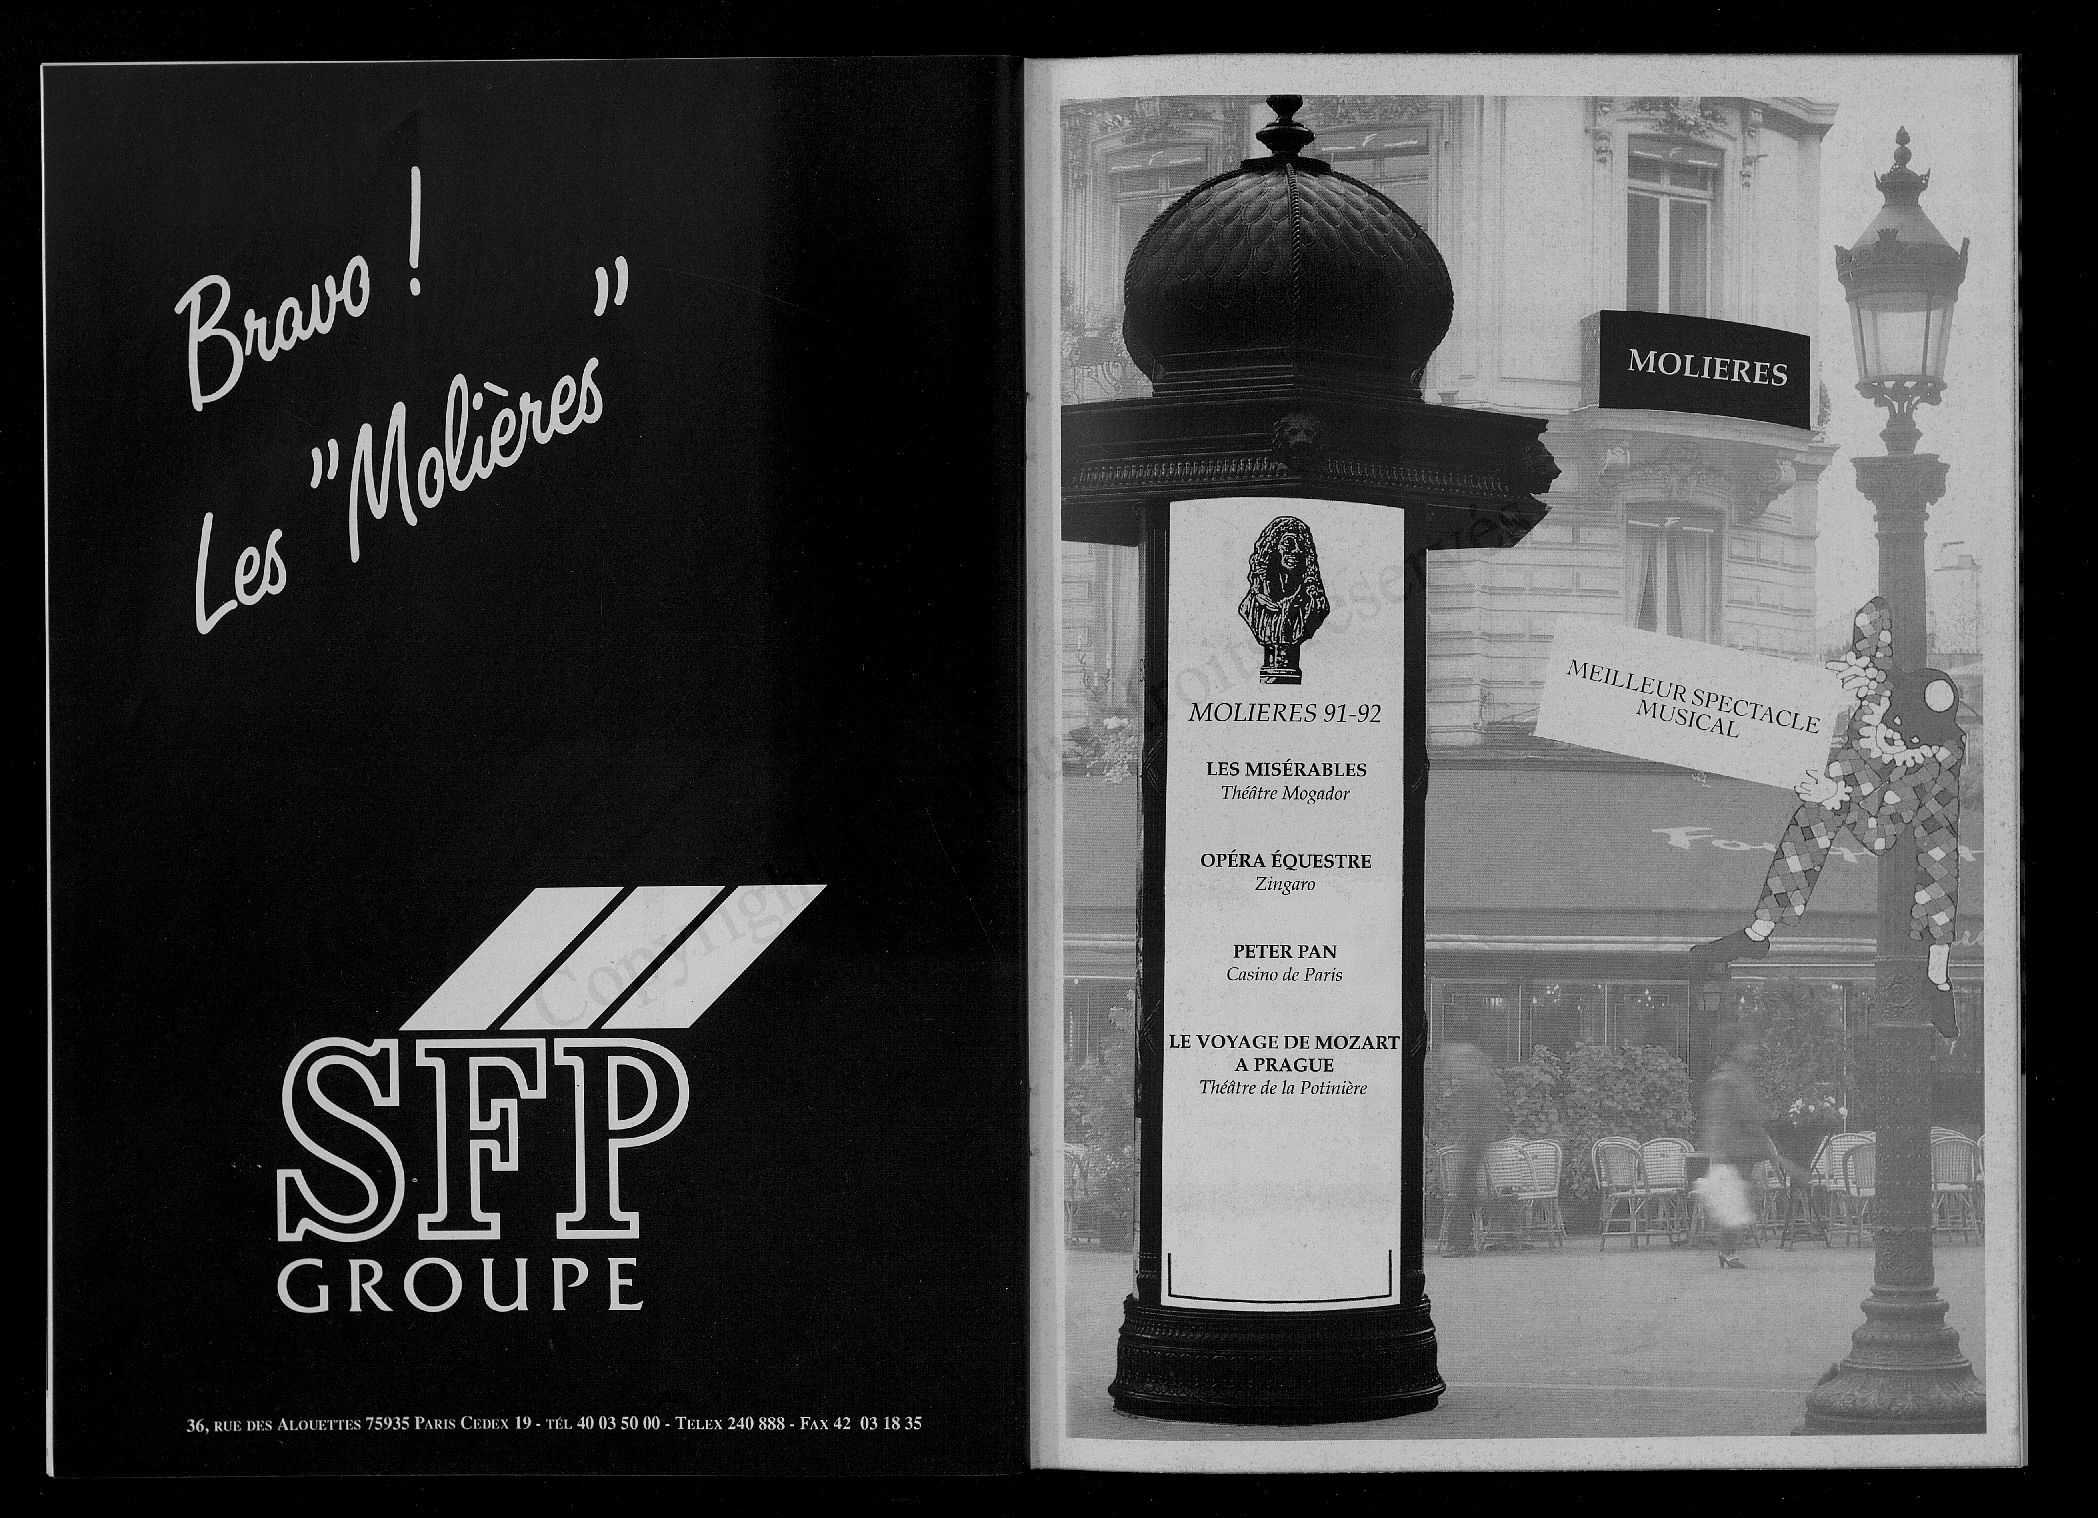 Bravo !
Les "Molières"
SFP
GROUPE
36, RUE DES ALOUETTES 75935 PARIS CEDEX 19 - TÉL 40 03 50 00 - TELEX 240 888 - FAX 42 03 18 35
MOLIERES
MEILLEUR SPECTACLE
MUSICAL
MOLIERES 91-92
LES MISÉRABLES
Théâtre Mogador
OPÉRA ÉQUESTRE
Zingaro
PETER PAN
Casino de Paris
LE VOYAGE DE MOZART
A PRAGUE
Théâtre de la Potinière